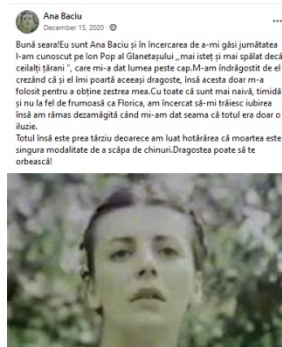 Ana Baciu
December 15, 2020 ·
Bună seara!Eu sunt Ana Baciu și în încercarea de a-mi găsi jumătatea
l-am cunoscut pe Ion Pop al Glanetașului ,,mai isteț și mai spălat decâ
ceilalți țărani ", care mi-a dat lumea peste cap.M-am îndrăgostit de el
crezând că și el îmi poartă aceeași dragoste, însă acesta doar m-a
folosit pentru a obține zestrea mea.Cu toate că sunt mai naivă, timidă
și nu la fel de frumoasă ca Florica, am încercat să-mi trăiesc iubirea
însă am rămas dezamăgită când mi-am dat seama că totul era doar o
iluzie.
Totul însă este prea târziu deoarece am luat hotărârea că moartea este
singura modalitate de a scăpa de chinuri.Dragostea poate să te
orbească!